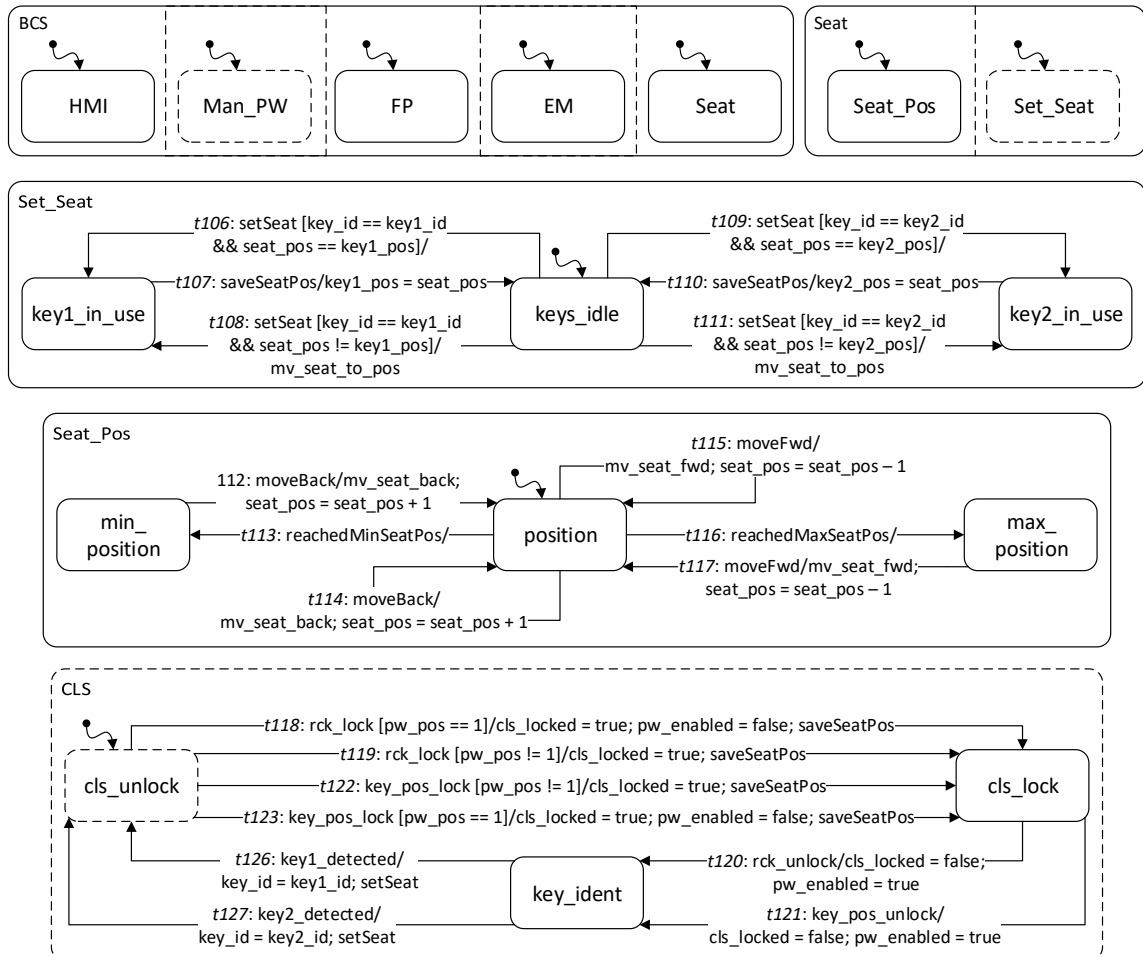 BCS
HMI
Man_PW
FP
EM
Seat
Seat
Seat_Pos
Set_Seat
Set_Seat
t106: setSeat [key_id == key1_id
&& seat_pos == key1_pos]/
t109: setSeat [key_id == key2_id
&& seat_pos == key2_pos]/
t107: saveSeatPos/key1_pos = seat_pos
t110: saveSeatPos/key2_pos = seat_pos
key1_in_use
keys_idle
key2_in_use
t108: setSeat [key_id == key1_id
&& seat_pos != key1_pos]/
mv_seat_to_pos
t111: setSeat [key_id == key2_id
&& seat_pos != key2_pos]/
mv_seat_to_pos
Seat_Pos
t115: moveFwd/
mv_seat_fwd; seat_pos = seat_pos – 1
112: moveBack/mv_seat_back;
seat_pos = seat_pos + 1
min_
position
t113: reachedMinSeatPos/
position
t116: reachedMaxSeatPos/
max_
position
t117: moveFwd/mv_seat_fwd;
seat_pos = seat_pos – 1
t114: moveBack/
mv_seat_back; seat_pos = seat_pos + 1
CLS
t118: rck_lock [pw_pos == 1]/cls_locked = true; pw_enabled = false; saveSeatPos
t119: rck_lock [pw_pos != 1]/cls_locked = true; saveSeatPos
cls_unlock
t122: key_pos_lock [pw_pos != 1]/cls_locked = true; saveSeatPos
cls_lock
t123: key_pos_lock [pw_pos == 1]/cls_locked = true; pw_enabled = false; saveSeatPos
t126: key1_detected/
key_id = key1_id; setSeat
t120: rck_unlock/cls_locked = false;
pw_enabled = true
key_ident
t127: key2_detected/
key_id = key2_id; setSeat
t121: key_pos_unlock/
cls_locked = false; pw_enabled = true